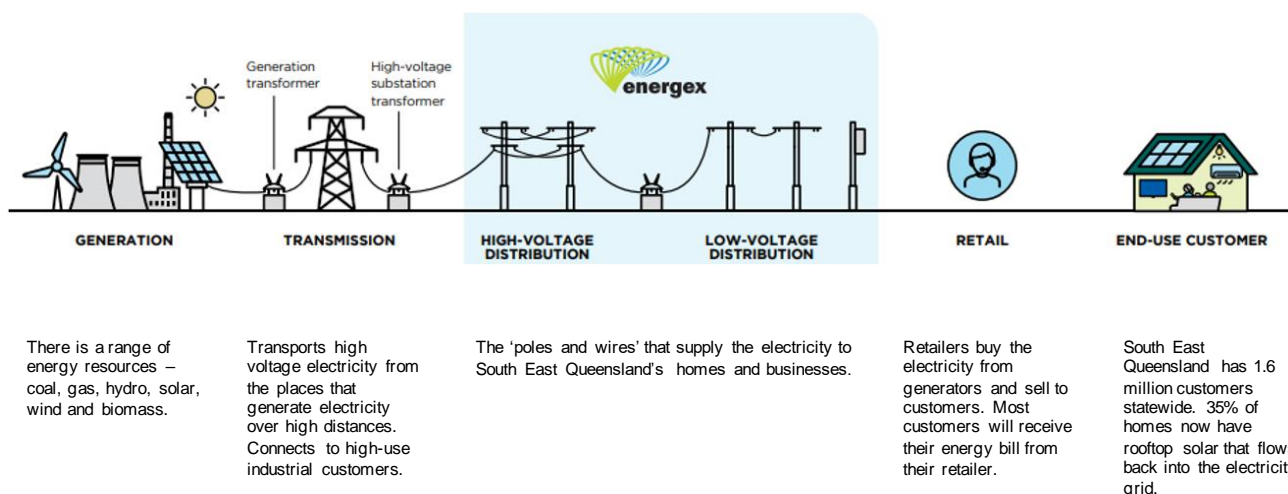 Generation
transformer
High-voltage
substation
transformer
energex
GENERATION
TRANSMISSION
HIGH-VOLTAGE
DISTRIBUTION
LOW-VOLTAGE
DISTRIBUTION
RETAIL
END-USE CUSTOMER
There is a range of
energy resources –
coal, gas, hydro, solar,
wind and biomass.
Transports high
voltage electricity from
the places that
generate electricity
over high distances.
Connects to high-use
industrial customers.
The ‘poles and wires’ that supply the electricity to
South East Queensland’s homes and businesses.
Retailers buy the
electricity from
generators and sell to
customers. Most
customers will receive
their energy bill from
their retailer.
South East
Queensland has 1.6
million customers
statewide. 35% of
homes now have
rooftop solar that flow
back into the electricit
grid.